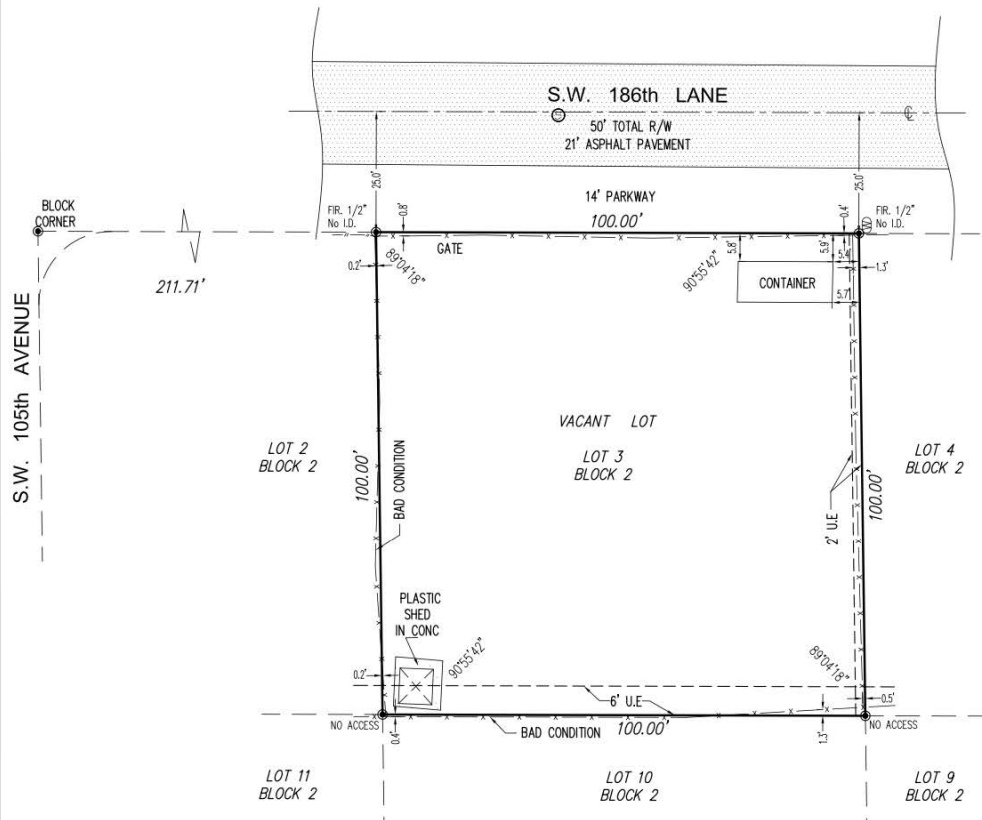 S.W. 186th LANE
50' TOTAL R/W
21' ASPHALT PAVEMENT
25.0'
25.0'
14' PARKWAY
BLOCK
CORNER
FIR. 1/2"
No I.D.
0.8'
100.00'
0.4'
FIR. 1/2"
No I.D.
GATE
0.2'
89°04'18"
90°55'42"
5.8'
5.9'
5.4'
1.3'
CONTAINER
5.7'
211.71'
S.W. 105th AVENUE
VACANT LOT
LOT 3
BLOCK 2
LOT 2
BLOCK 2
100.00'
BAD CONDITION
LOT 4
BLOCK 2
100.00'
2' U.E
PLASTIC
SHED
IN CONC
90°55'42"
89°04'18"
0.2'
6' U.E
0.5'
NO ACCESS
0.4'
BAD CONDITION
100.00'
1.3'
NO ACCESS
LOT 11
BLOCK 2
LOT 10
BLOCK 2
LOT 9
BLOCK 2